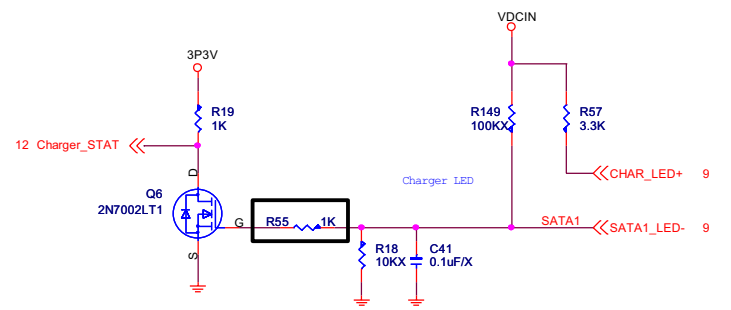 VDCIN
3P3V
R19
1K
R149
100KX
R57
3.3K
12 Charger_STAT
D
Charger LED
CHAR_LED+ 9
Q6
2N7002LT1
G
R55 1K
SATA1
SATA1_LED- 9
S
R18
10KX
C41
0.1uF/X